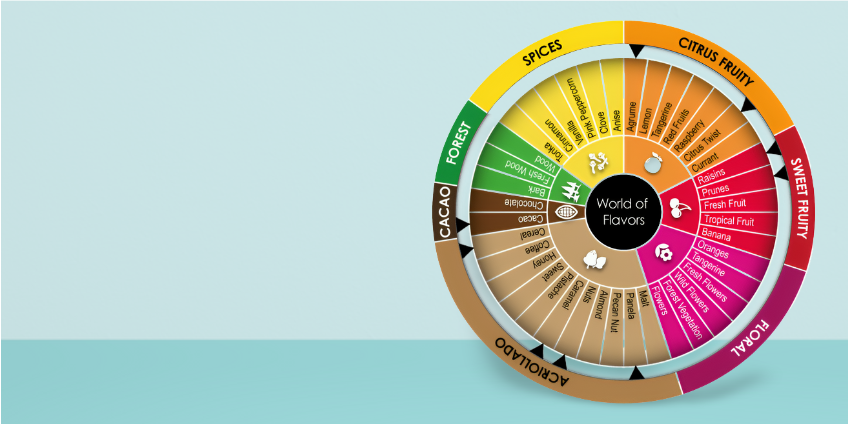 SPICES
CITRUS FRUITY
SWEET FRUITY
FLORAL
ACRIOLLADO
CACAO
FOREST
World of
Flavors
Agrume
Lemon
Tangerine
Red Fruits
Raspberry
Citrus Twist
Currant
Raisins
Prunes
Fresh Fruit
Tropical Fruit
Banana
Oranges
Tangerine
Fresh Flowers
Wild Flowers
Forest Vegetation
Flowers
Malt
Panela
Pecan Nut
Almond
Nuts
Caramel
Pistache
Sweet
Honey
Coffee
Cereal
Cacao
Chocolate
Bark
Fresh Wood
Wood
Tonka
Cinnamon
Vanilla
Pink Peppercorn
Clove
Anise